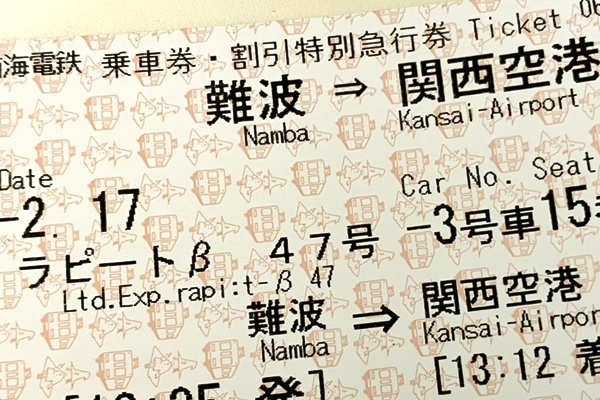 海電鉄 乗車券・割引特別急行券 Ticket 06
難波 ⇒ 関西空港
Namba Kansai-Airport
Date Car No. Seat
-2. 17 -3号車15
ラピートβ 47号
Ltd.Exp.rapi:t-β 47
難波 ⇒ 関西空港
Namba Kansai-Airpor
発] [13:12 着